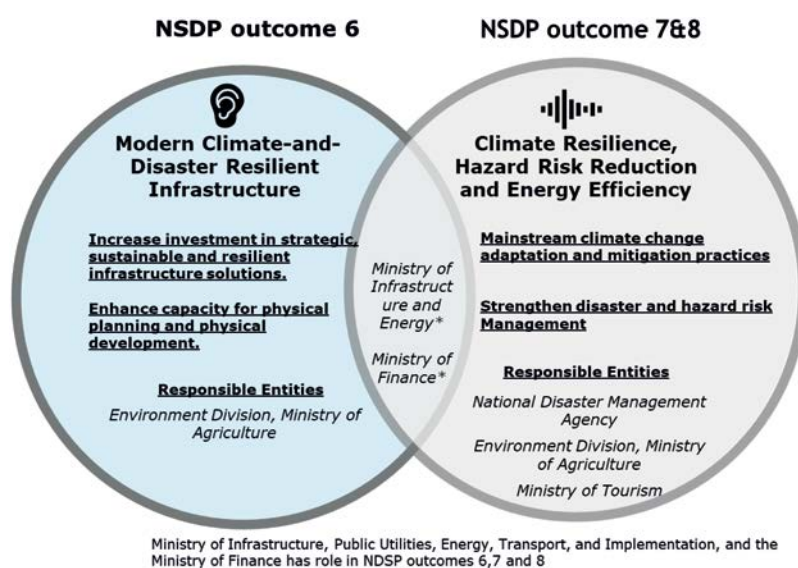 NSDP outcome 6
NSDP outcome 7&8
Modern Climate-and-
Disaster Resilient
Infrastructure
Increase investment in strategic,
sustainable and resilient
infrastructure solutions.
Enhance capacity for physical
planning and physical
development.
Responsible Entities
Environment Division, Ministry of
Agriculture
Ministry of
Infrastruct
ure and
Energy*
Ministry of
Finance*
Climate Resilience,
Hazard Risk Reduction
and Energy Efficiency
Mainstream climate change
adaptation and mitigation practices
Strengthen disaster and hazard risk
Management
Responsible Entities
National Disaster Management
Agency
Environment Division, Ministry
of Agriculture
Ministry of Tourism
Ministry of Infrastructure, Public Utilities, Energy, Transport, and Implementation, and the
Ministry of Finance has role in NDSP outcomes 6,7 and 8